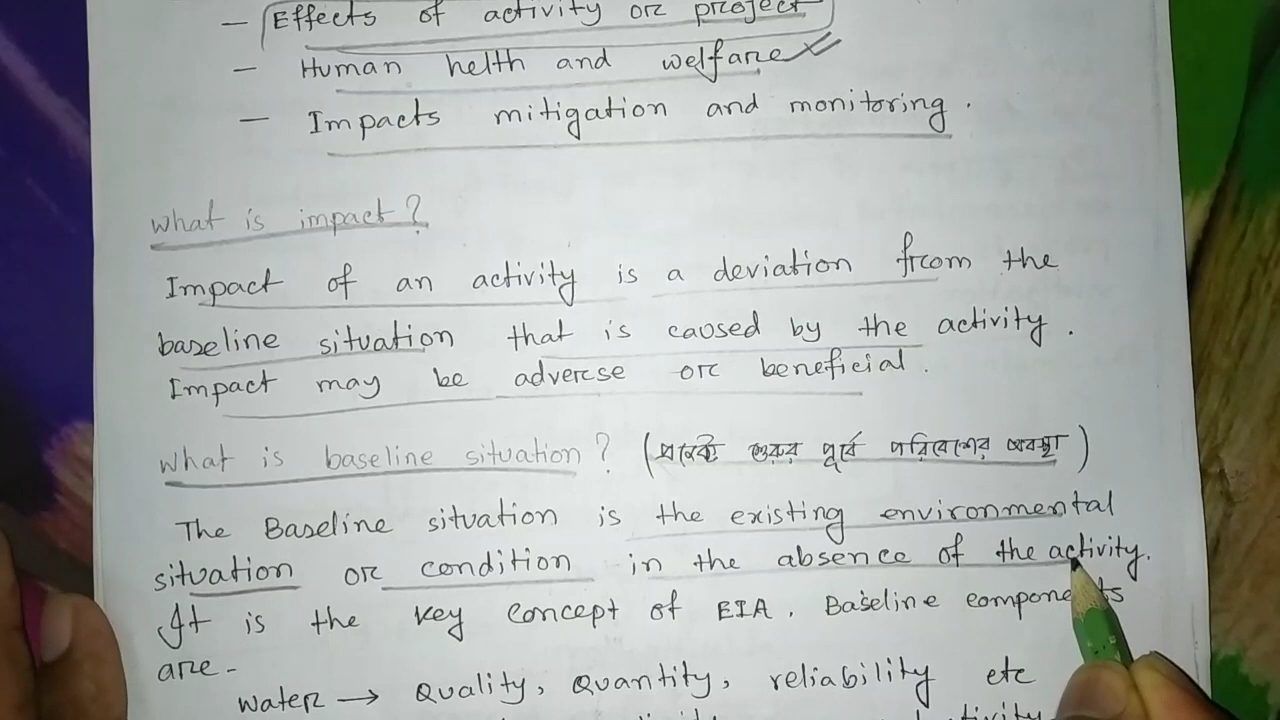 – Effects of activity or project
– Human helth and welfare
– Impacts mitigation and monitoring.
What is impact?
Impact of an activity is a deviation from the
baseline situation that is caused by the activity.
Impact may be adverse or beneficial.
What is baseline situation? (প্রজেক্ট শুরুর পূর্বে পরিবেশের অবস্থা)
The Baseline situation is the existing environmental
situation or condition in the absence of the activity.
It is the key concept of EIA. Baseline components
are -
Water → Quality, Quantity, reliability etc